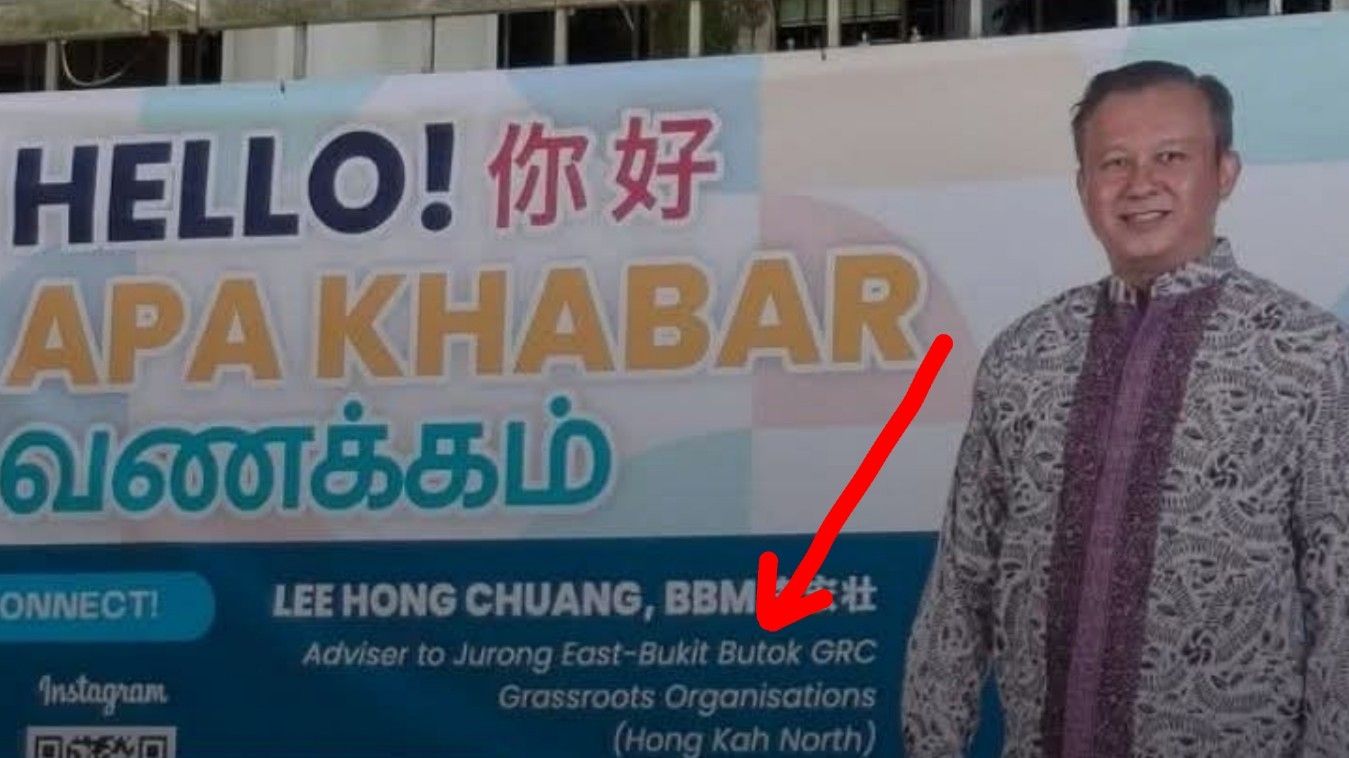 HELLO! 你好
APA KHABAR
வணக்கம்
ONNECT!
LEE HONG CHUANG, BBM
壮
Adviser to Jurong East-Bukit Butok GRC
Grassroots Organisations
(Hong Kah North)
Instagram